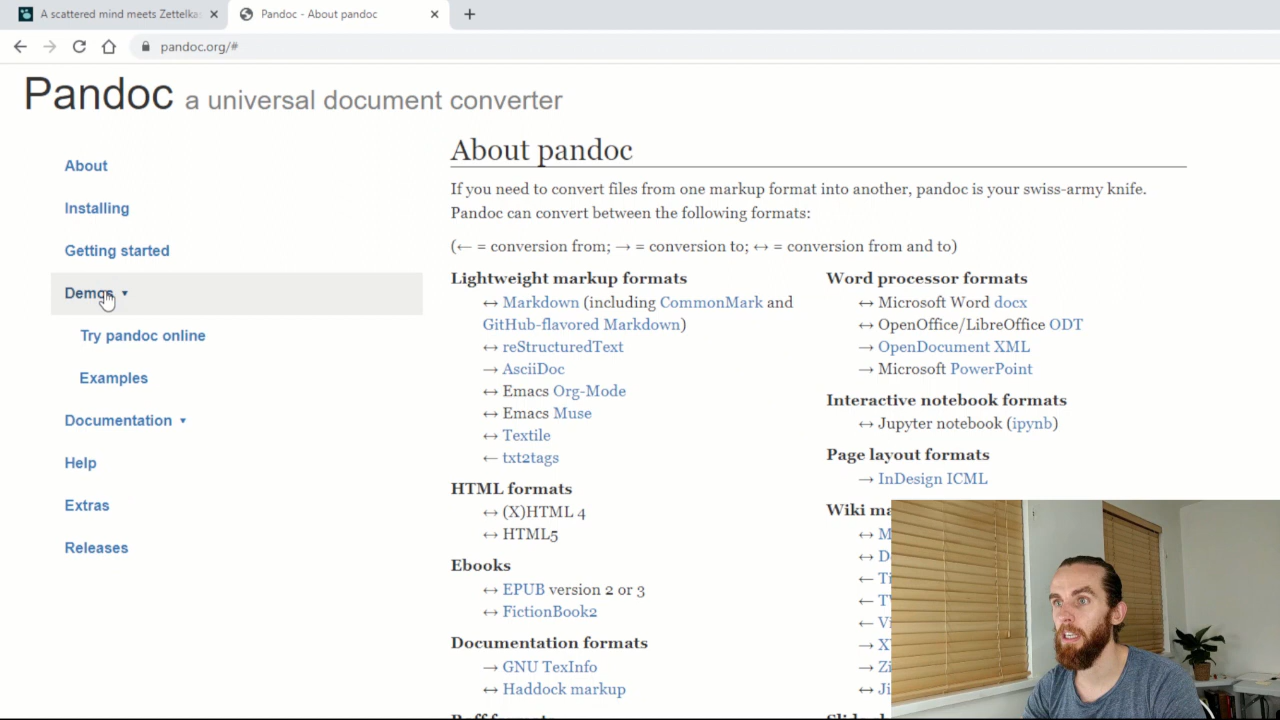 A scattered mind meets Zettelka
Pandoc - About pandoc
pandoc.org/#
Pandoc a universal document converter
About
Installing
Getting started
Demos
Try pandoc online
Examples
Documentation
Help
Extras
Releases
About pandoc
If you need to convert files from one markup format into another, pandoc is your swiss-army knife.
Pandoc can convert between the following formats:
(← = conversion from; → = conversion to; ↔ = conversion from and to)
Lightweight markup formats
↔ Markdown (including CommonMark and
GitHub-flavored Markdown)
↔ reStructuredText
→ AsciiDoc
↔ Emacs Org-Mode
↔ Emacs Muse
↔ Textile
← txt2tags
HTML formats
↔ (X)HTML 4
↔ HTML5
Ebooks
↔ EPUB version 2 or 3
↔ FictionBook2
Documentation formats
→ GNU TexInfo
↔ Haddock markup
Word processor formats
↔ Microsoft Word docx
↔ OpenOffice/LibreOffice ODT
→ OpenDocument XML
→ Microsoft PowerPoint
Interactive notebook formats
↔ Jupyter notebook (ipynb)
Page layout formats
→ InDesign ICML
Wiki ma
↔ M
↔ D
← Ti
← T
← Vi
→ X
→ Zi
↔ Ji